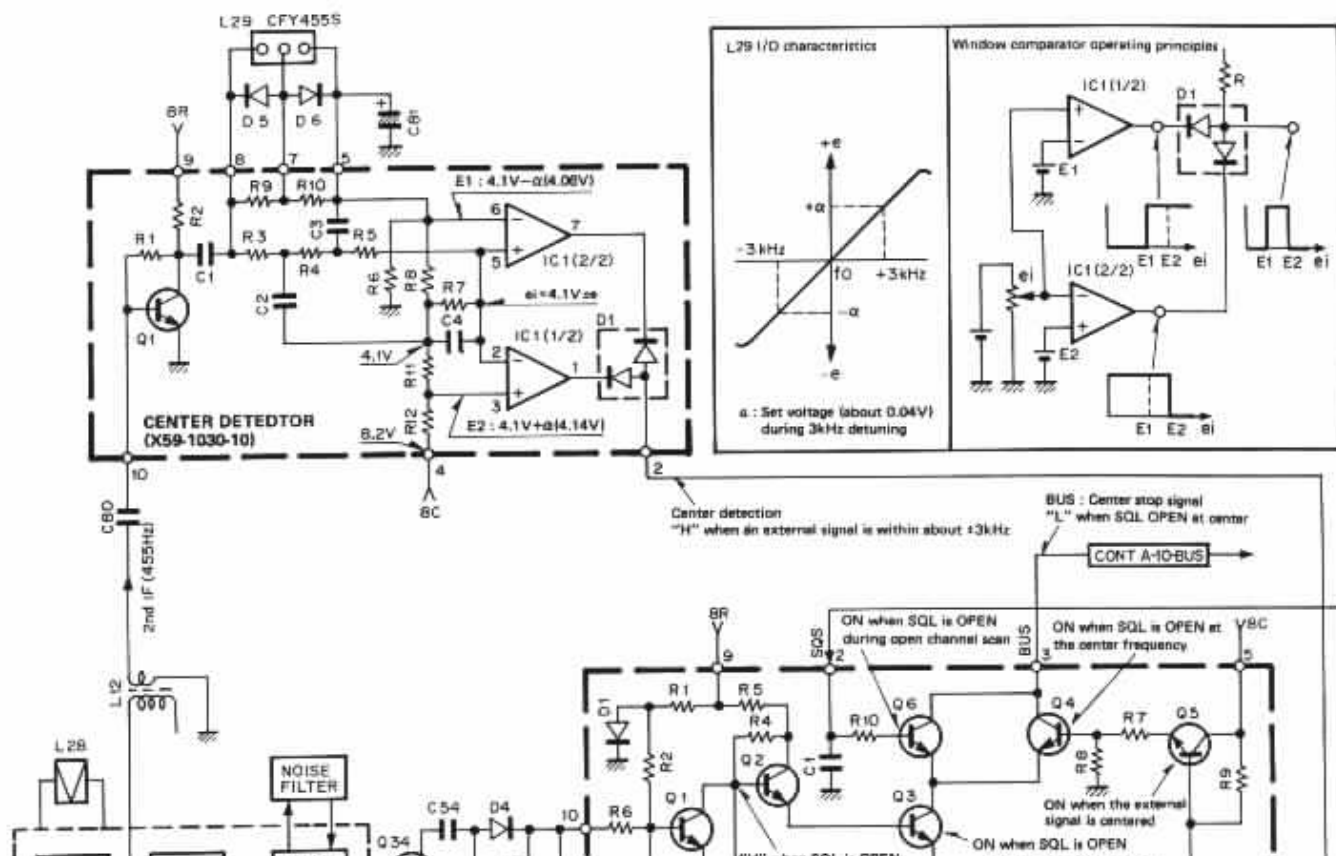 L29 CFY455S
D5
D6
C81
8R
9
8
7
5
R9
R10
E1 : 4.1V−α(4.06V)
R2
R1
C1
R3
R4
C3
R5
R6
R8
R7
6
5
7
IC1(2/2)
ei=4.1V±e
C2
C4
IC1(1/2)
D1
Q1
4.1V
R11
2
3
1
CENTER DETEDTOR
(X59-1030-10)
R12
8.2V
E2 : 4.1V+α(4.14V)
10
4
2
8C
L29 I/D characteristics
+e
+α
-3kHz
f0
+3kHz
-α
-e
α : Set voltage (about 0.04V)
during 3kHz detuning
Window comparator operating principles
R
IC1(1/2)
D1
E1
E1 E2 ei
E1 E2 ei
ei
IC1(2/2)
E2
E1 E2 ei
Center detection
"H" when an external signal is within about ±3kHz
BUS : Center stop signal
"L" when SQL OPEN at center
CONT A-10-BUS
C80
2nd IF (455Hz)
L12
L28
NOISE
FILTER
Q34
C54
D4
10
8R
9
SQS
2
ON when SQL is OPEN
during open channel scan
BUS
3
ON when SQL is OPEN at
the center frequency
8C
5
D1
R1
R5
R4
R2
R6
Q1
Q2
C1
R10
Q6
Q4
R7
Q5
R8
R9
Q3
ON when the external
signal is centered
ON when SQL is OPEN
"H" when SQL is OPEN